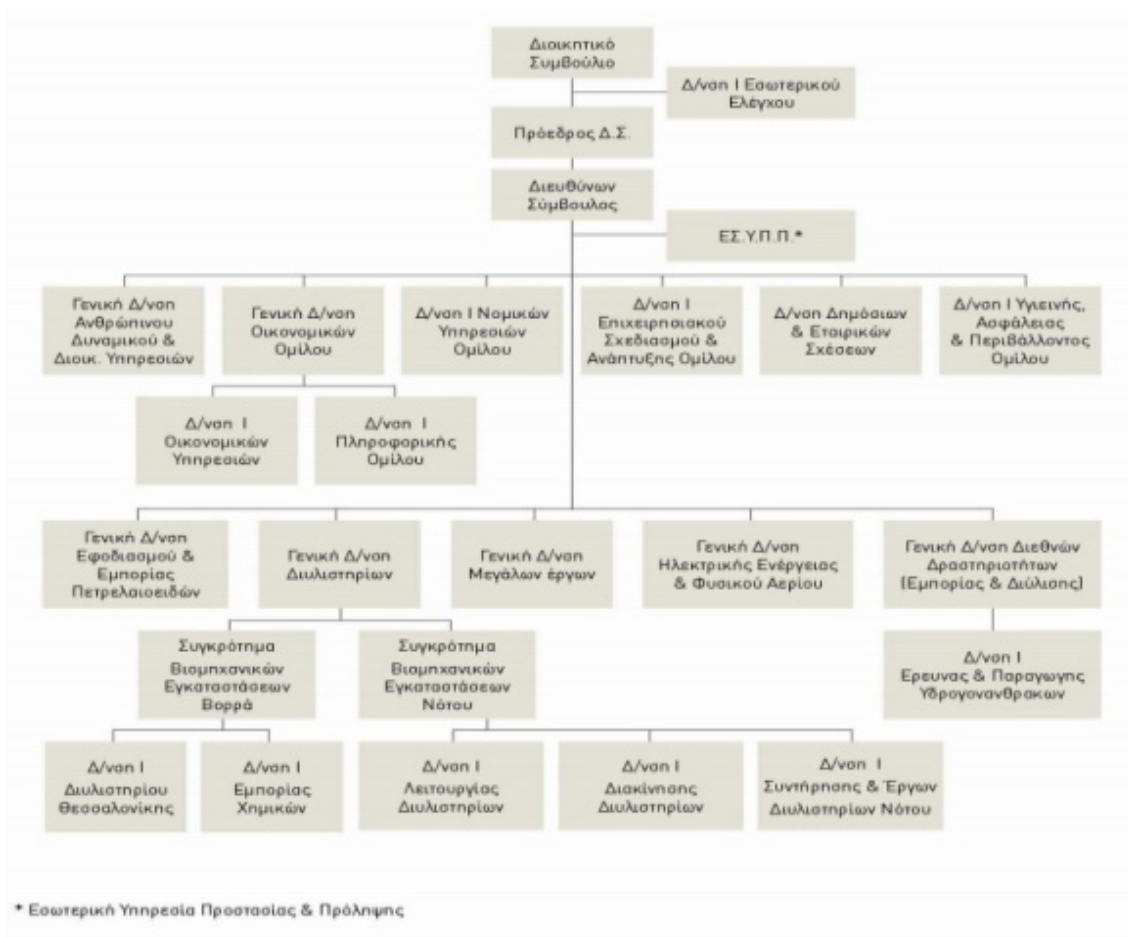 Διοικητικό
Συμβούλιο
Δ/νση Ι Εσωτερικού
Ελέγχου
Πρόεδρος Δ.Σ.
Διευθύνων
Σύμβουλος
ΕΣ.Υ.Π.Π.*
Γενική Δ/νση
Ανθρώπινου
Δυναμικού &
Διοικ. Υπηρεσιών
Γενική Δ/νση
Οικονομικών
Ομίλου
Δ/νση Ι Νομικών
Υπηρεσιών
Ομίλου
Δ/νση Ι
Επιχειρησιακού
Σχεδιασμού &
Ανάπτυξης Ομίλου
Δ/νση Δημόσιων
& Εταιρικών
Σχέσεων
Δ/νση Ι Υγιεινής,
Ασφάλειας
& Περιβάλλοντος
Ομίλου
Δ/νση Ι
Οικονομικών
Υπηρεσιών
Δ/νση Ι
Πληροφορικής
Ομίλου
Γενική Δ/νση
Εφοδιασμού &
Εμπορίας
Πετρελαιοειδών
Γενική Δ/νση
Διυλιστηρίων
Γενική Δ/νση
Μεγάλων έργων
Γενική Δ/νση
Ηλεκτρικής Ενέργειας
& Φυσικού Αερίου
Γενική Δ/νση Διεθνών
Δραστηριοτήτων
(Εμπορίας & Διύλισης)
Συγκρότημα
Βιομηχανικών
Εγκαταστάσεων
Βορρά
Συγκρότημα
Βιομηχανικών
Εγκαταστάσεων
Νότου
Δ/νση Ι
Ερευνας & Παραγωγης
Υδρογονανθρακων
Δ/νση Ι
Διυλιστηρίου
Θεσσαλονίκης
Δ/νση Ι
Εμπορίας
Χημικών
Δ/νση Ι
Λειτουργίας
Διυλιστηρίων
Δ/νση Ι
Διακίνησης
Διυλιστηρίων
Δ/νση Ι
Συντήρησης & Έργων
Διυλιστηρίων Νότου
* Εσωτερική Υπηρεσία Προστασίας & Πρόληψης